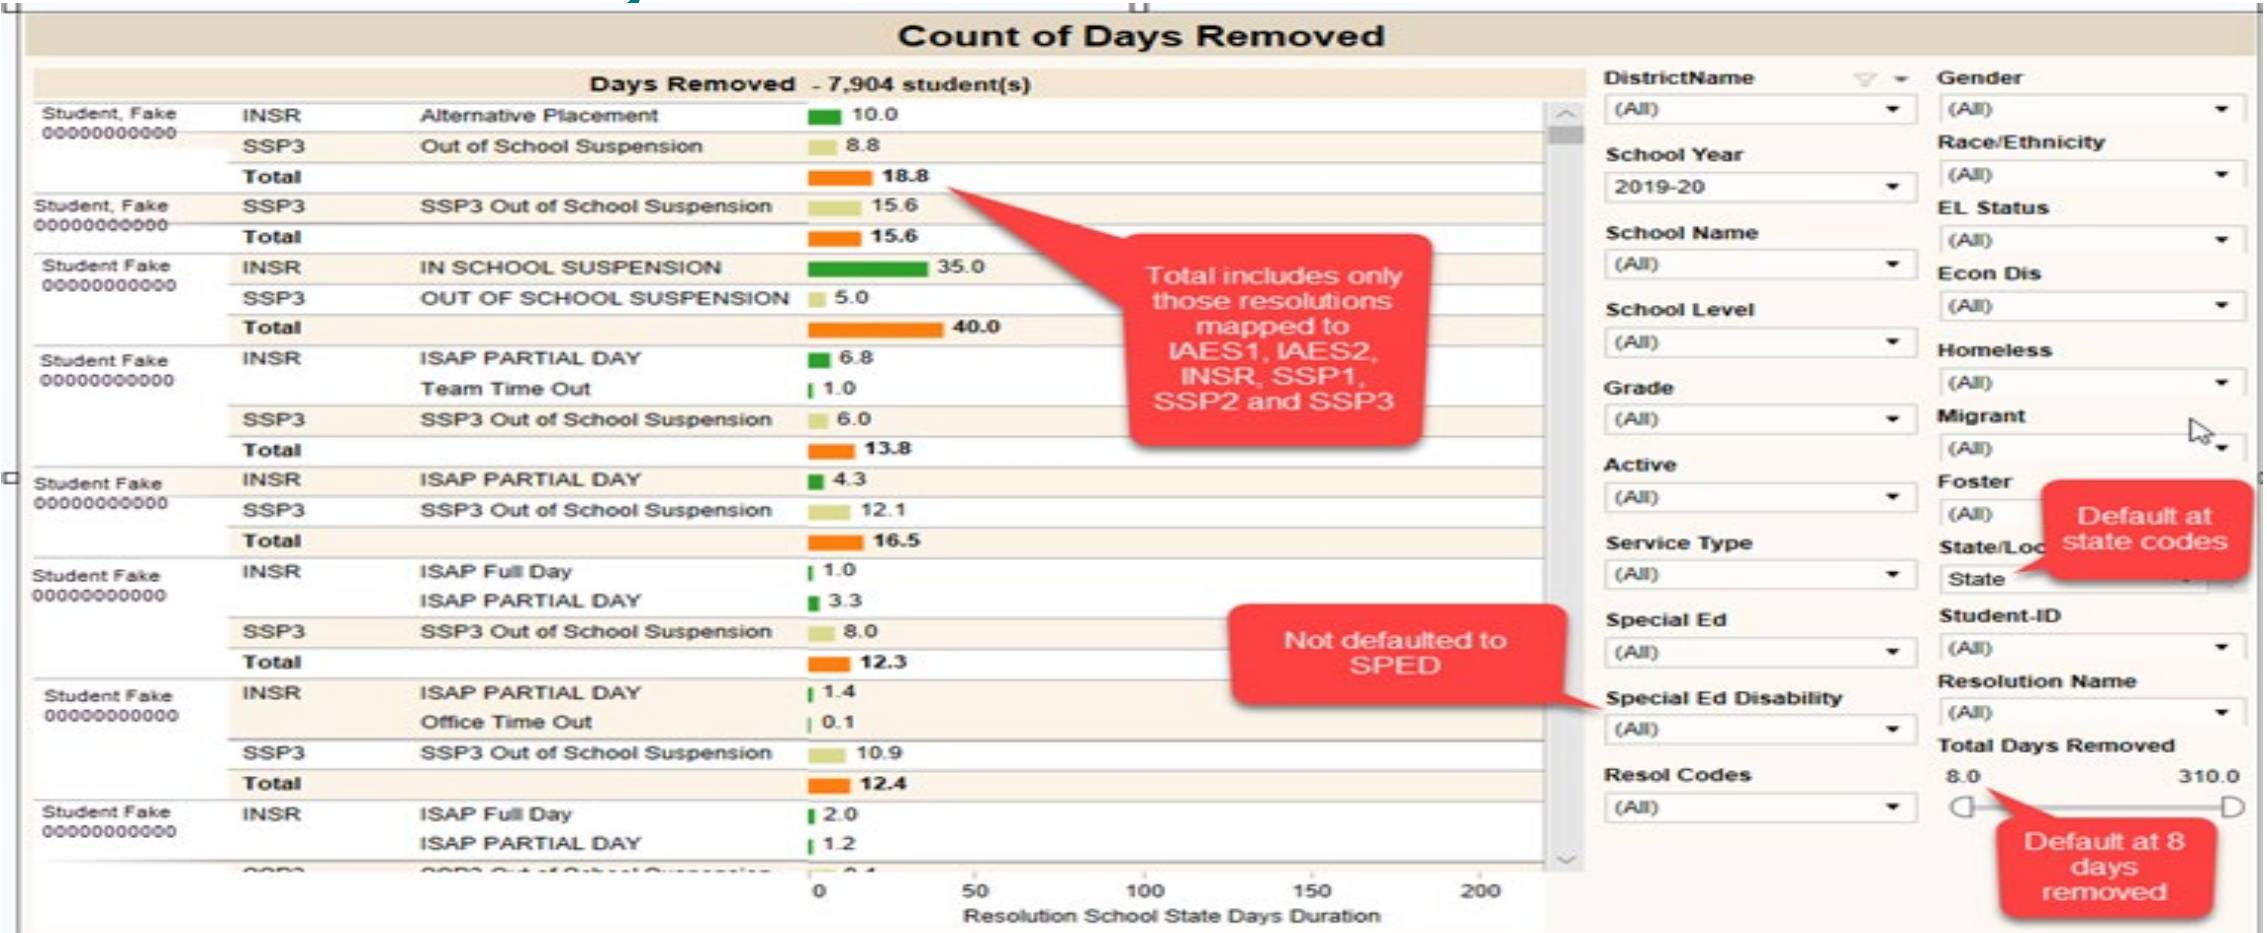 Count of Days Removed
Days Removed - 7,904 student(s)
Student, Fake INSR Alternative Placement 10.0
00000000000
SSP3 Out of School Suspension 8.8
Total 18.8
Student, Fake SSP3 SSP3 Out of School Suspension 15.6
00000000000
Total 15.6
Student Fake INSR IN SCHOOL SUSPENSION 35.0
00000000000
SSP3 OUT OF SCHOOL SUSPENSION 5.0
Total 40.0
Student Fake INSR ISAP PARTIAL DAY 6.8
00000000000
Team Time Out 1.0
SSP3 SSP3 Out of School Suspension 6.0
Total 13.8
Student Fake INSR ISAP PARTIAL DAY 4.3
00000000000
SSP3 SSP3 Out of School Suspension 12.1
Total 16.5
Student Fake INSR ISAP Full Day 1.0
00000000000
ISAP PARTIAL DAY 3.3
SSP3 SSP3 Out of School Suspension 8.0
Total 12.3
Student Fake INSR ISAP PARTIAL DAY 1.4
00000000000
Office Time Out 0.1
SSP3 SSP3 Out of School Suspension 10.9
Total 12.4
Student Fake INSR ISAP Full Day 2.0
00000000000
ISAP PARTIAL DAY 1.2
0 50 100 150 200
Resolution School State Days Duration
Total includes only
those resolutions
mapped to
IAES1, IAES2,
INSR, SSP1,
SSP2 and SSP3
Not defaulted to
SPED
DistrictName
(All)
School Year
2019-20
School Name
(All)
School Level
(All)
Grade
(All)
Active
(All)
Service Type
(All)
Special Ed
(All)
Special Ed Disability
(All)
Resol Codes
(All)
Gender
(All)
Race/Ethnicity
(All)
EL Status
(All)
Econ Dis
(All)
Homeless
(All)
Migrant
(All)
Foster
(All)
State/Loc
State
Default at
state codes
Student-ID
(All)
Resolution Name
(All)
Total Days Removed
8.0 310.0
Default at 8
days
removed